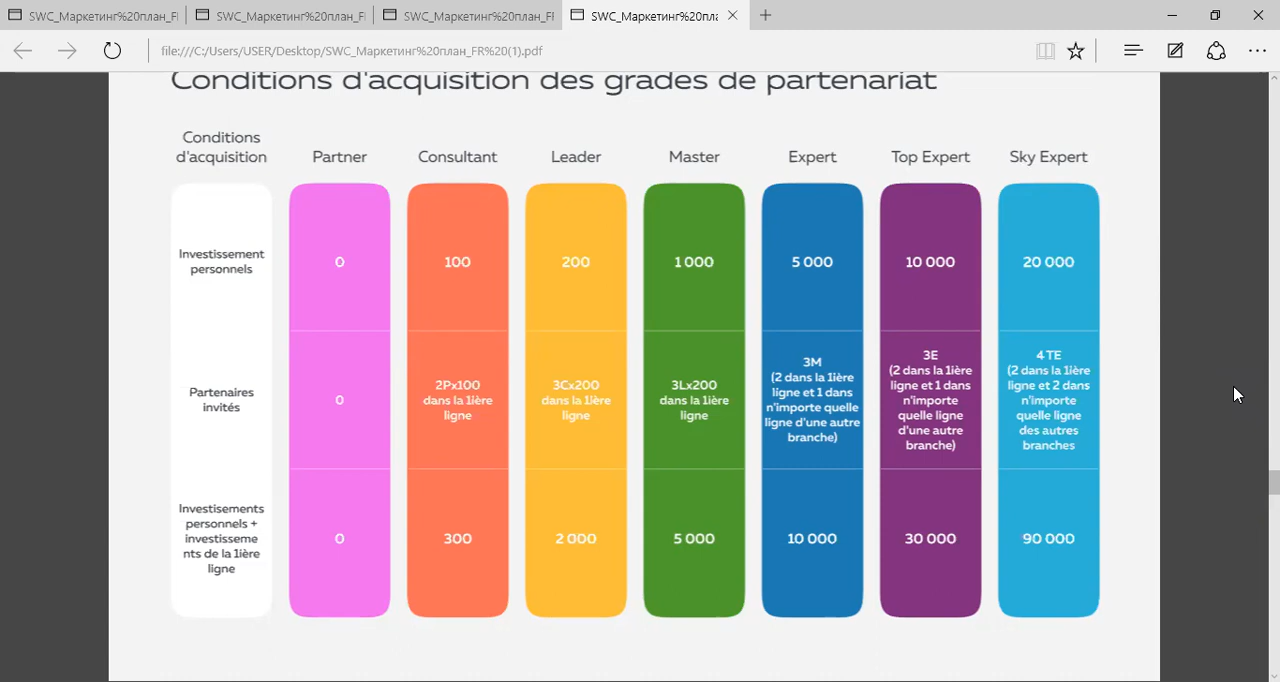 SWC_Маркетинг%20план_Fl
SWC_Маркетинг%20план_Fl
SWC_Маркетинг%20план_Fl
SWC_Маркетинг%20пла
file:///C:/Users/USER/Desktop/SWC_Маркетинг%20план_FR%20(1).pdf
Conditions d'acquisition des grades de partenariat
Conditions
d'acquisition
Partner
Consultant
Leader
Master
Expert
Top Expert
Sky Expert
Investissement
personnels
0
100
200
1 000
5 000
10 000
20 000
Partenaires
invités
0
2Px100
dans la 1ière
ligne
3Cx200
dans la 1ière
ligne
3Lx200
dans la 1ière
ligne
3M
(2 dans la 1ière
ligne et 1 dans
n'importe quelle
ligne d'une autre
branche)
3E
(2 dans la 1ière
ligne et 1 dans
n'importe
quelle ligne
d'une autre
branche)
4 TE
(2 dans la 1ière
ligne et 2 dans
n'importe
quelle ligne
des autres
branches
Investisements
personnels +
investisseme
nts de la 1ière
ligne
0
300
2 000
5 000
10 000
30 000
90 000